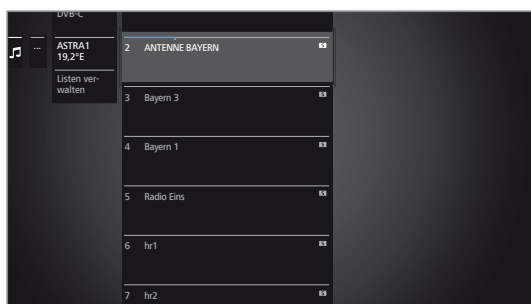 DVB-C
...
ASTRA1
19,2°E
Listen ver-
walten
2 ANTENNE BAYERN S
3 Bayern 3 S
4 Bayern 1 S
5 Radio Eins S
6 hr1 S
7 hr2 S